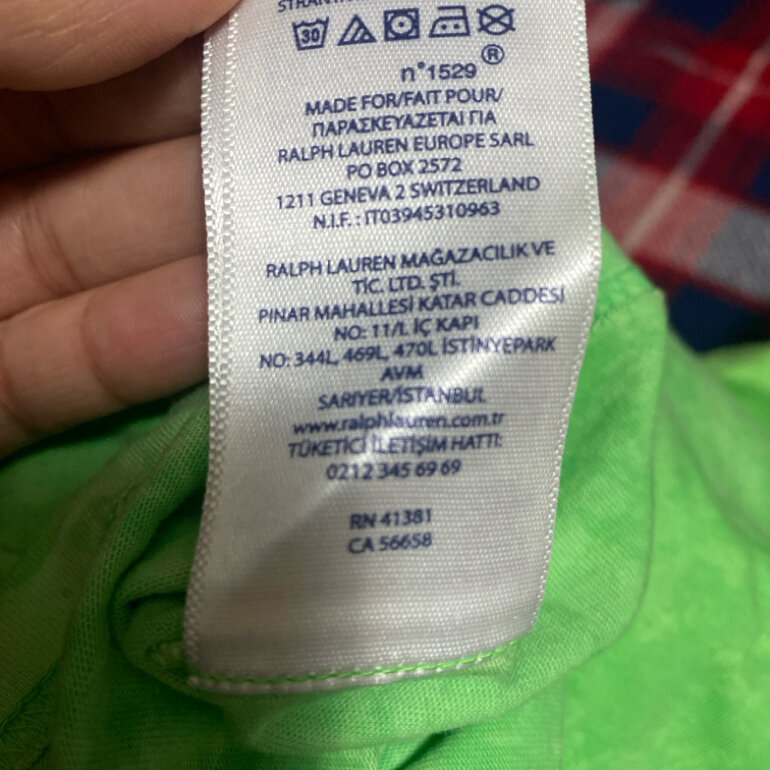 30
n°1529 ®
MADE FOR/FAIT POUR/
ΠΑΡΑΣΚΕΥΑΖΕΤΑΙ ΓΙΑ
RALPH LAUREN EUROPE SARL
PO BOX 2572
1211 GENEVA 2 SWITZERLAND
N.I.F. : IT03945310963
RALPH LAUREN MAĞAZACILIK VE
TİC. LTD. ŞTİ.
PINAR MAHALLESİ KATAR CADDESİ
NO: 11/L İÇ KAPI
NO: 344L, 469L, 470L İSTİNYEPARK
AVM
SARIYER/İSTANBUL
www.ralphlauren.com.tr
TÜKETİCİ İLETİŞİM HATTI:
0212 345 69 69
RN 41381
CA 56658